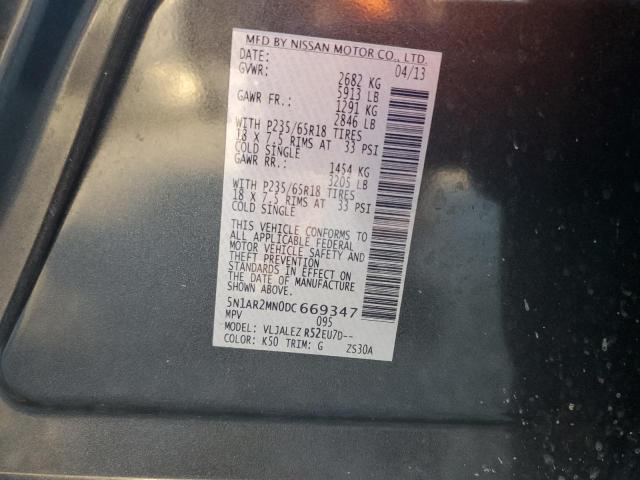 MFD BY NISSAN MOTOR CO., LTD.
DATE: 04/13
GVWR: 2682 KG
5913 LB
GAWR FR.: 1291 KG
2846 LB
WITH P235/65R18 TIRES
18 X 7.5 RIMS AT 33 PSI
COLD SINGLE
GAWR RR.: 1454 KG
3205 LB
WITH P235/65R18 TIRES
18 X 7.5 RIMS AT 33 PSI
COLD SINGLE
THIS VEHICLE CONFORMS TO
ALL APPLICABLE FEDERAL
MOTOR VEHICLE SAFETY AND
THEFT PREVENTION
STANDARDS IN EFFECT ON
THE DATE OF MANUFACTURE
SHOWN ABOVE.
5N1AR2MN0DC669347
MPV 095
MODEL: VLJALEZ R52EU7D--
COLOR: K50 TRIM: G ZS30A